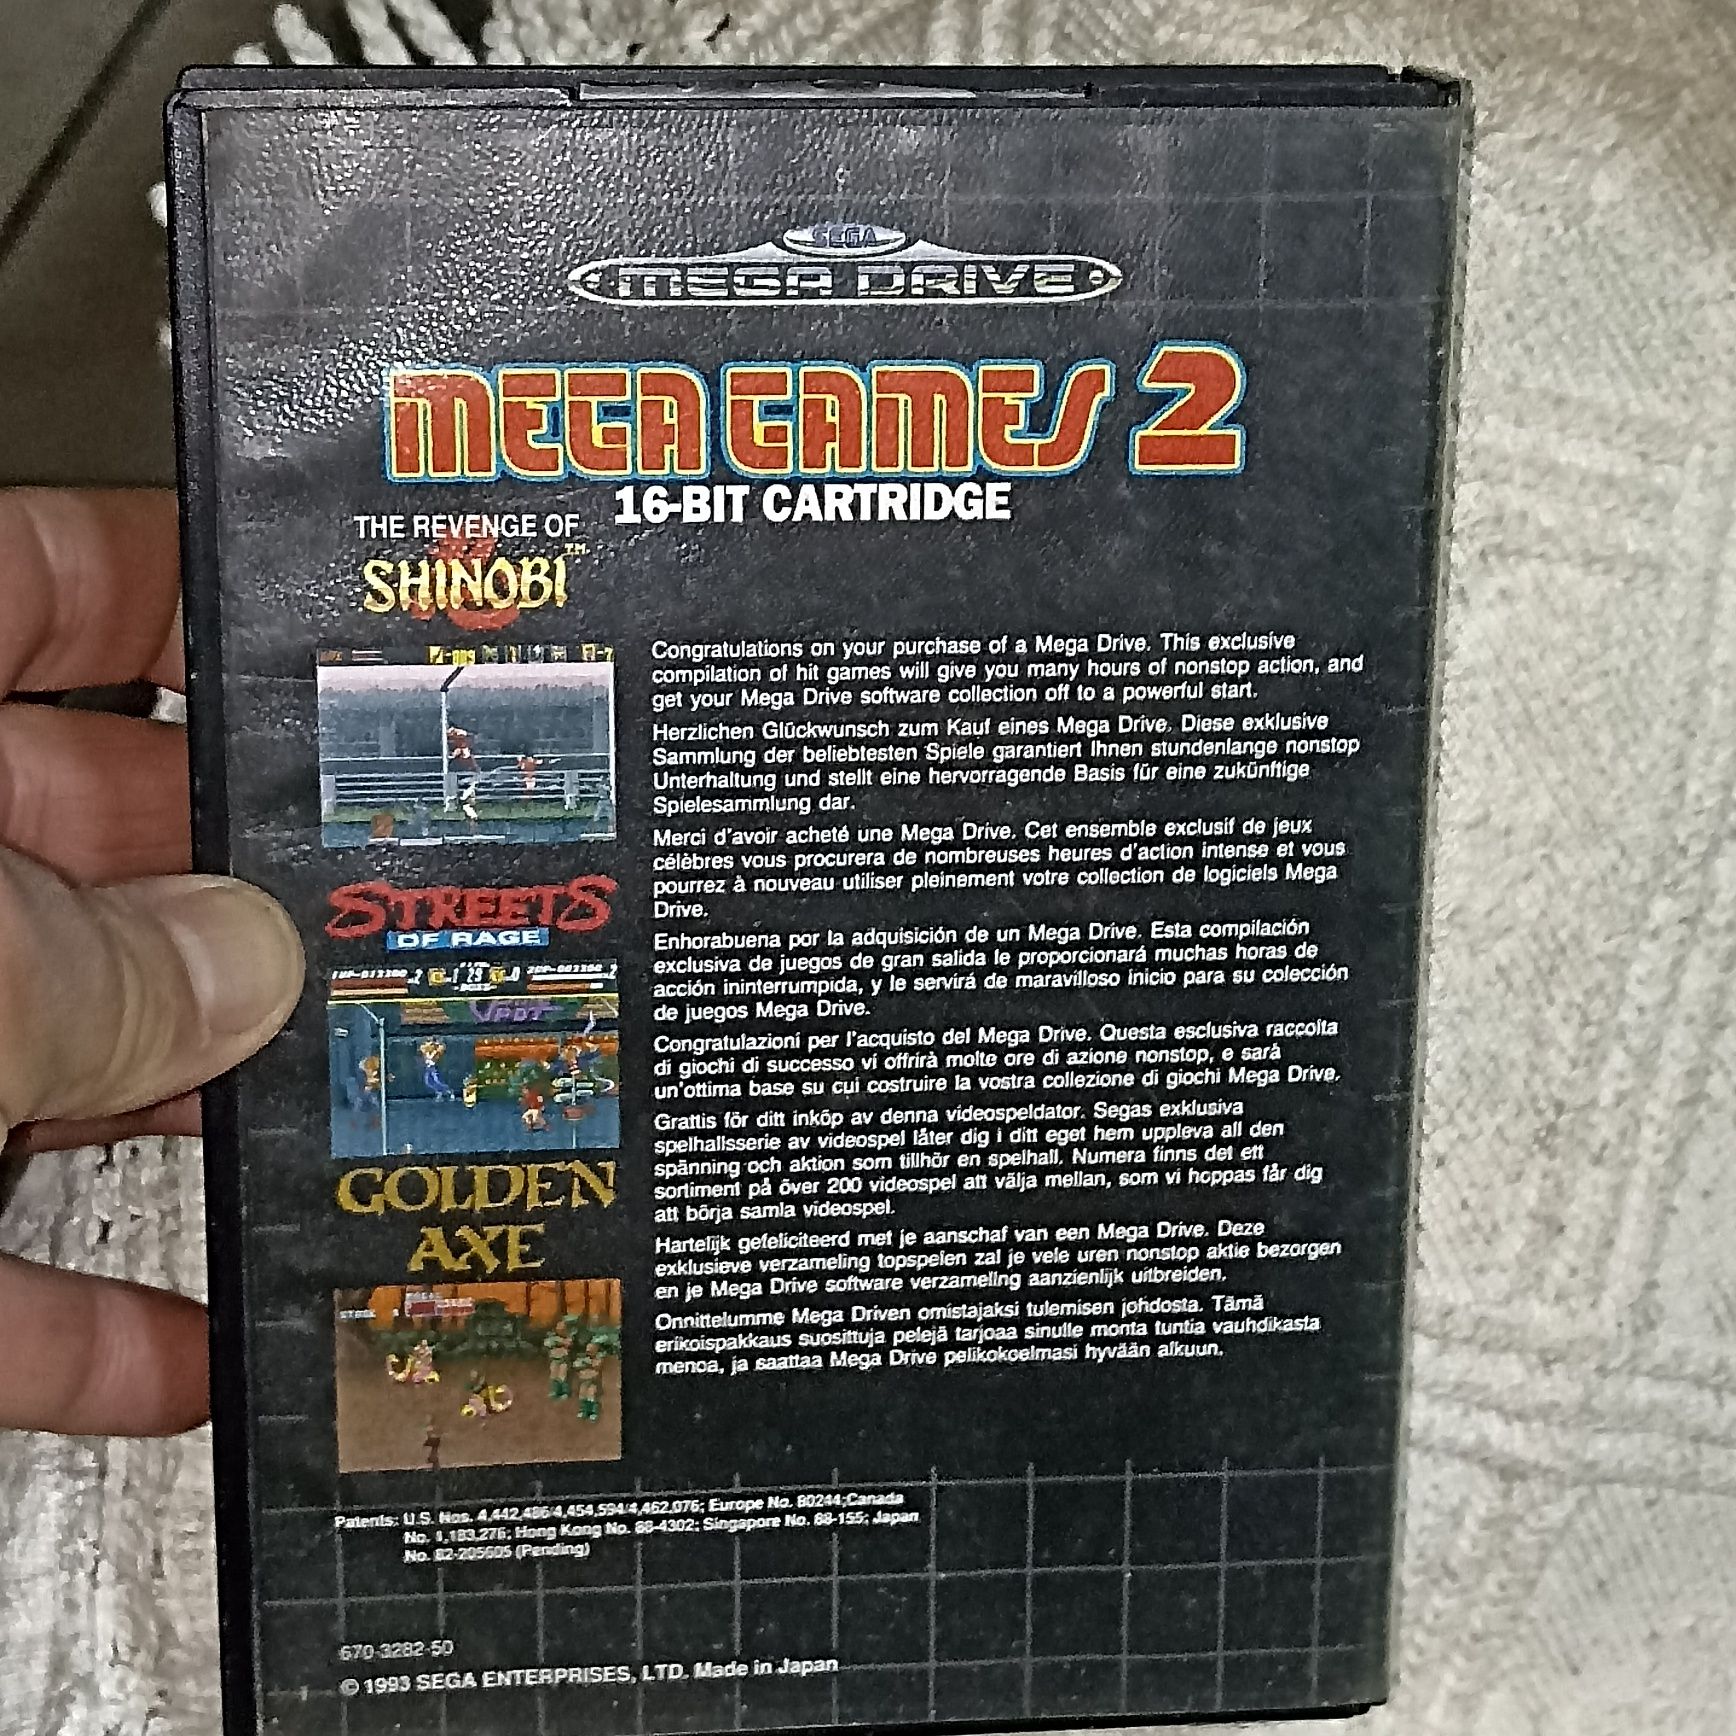 SEGA
MEGA DRIVE
MEGA GAMES 2
16-BIT CARTRIDGE
THE REVENGE OF
SHINOBI™
Congratulations on your purchase of a Mega Drive. This exclusive
compilation of hit games will give you many hours of nonstop action, and
get your Mega Drive software collection off to a powerful start.
Herzlichen Glückwunsch zum Kauf eines Mega Drive. Diese exklusive
Sammlung der beliebtesten Spiele garantiert Ihnen stundenlange nonstop
Unterhaltung und stellt eine hervorragende Basis für eine zukünftige
Spielesammlung dar.
Merci d'avoir acheté une Mega Drive. Cet ensemble exclusif de jeux
célèbres vous procurera de nombreuses heures d'action intense et vous
pourrez à nouveau utiliser pleinement votre collection de logiciels Mega
Drive.
STREETS
OF RAGE
Enhorabuena por la adquisición de un Mega Drive. Esta compilación
exclusiva de juegos de gran salida le proporcionará muchas horas de
acción ininterrumpida, y le servirá de maravilloso inicio para su colección
de juegos Mega Drive.
Congratulazioni per l'acquisto del Mega Drive. Questa esclusiva raccolta
di giochi di successo vi offrirà molte ore di azione nonstop, e sarà
un'ottima base su cui costruire la vostra collezione di giochi Mega Drive.
Grattis för ditt inköp av denna videospeldator. Segas exklusiva
spelhallsserie av videospel låter dig i ditt eget hem uppleva all den
spänning och aktion som tillhör en spelhall. Numera finns det ett
sortiment på över 200 videospel att välja mellan, som vi hoppas får dig
att börja samla videospel.
GOLDEN
AXE
Hartelijk gefeliciteerd met je aanschaf van een Mega Drive. Deze
exklusieve verzameling topspelen zal je vele uren nonstop aktie bezorgen
en je Mega Drive software verzameling aanzienlijk uitbreiden.
Onnittelumme Mega Driven omistajaksi tulemisen johdosta. Tämä
erikoispakkaus suosittuja pelejä tarjoaa sinulle monta tuntia vauhdikasta
menoa, ja saattaa Mega Drive pelikokoelmasi hyvään alkuun.
Patents: U.S. Nos. 4,442,486/4,454,594/4,462,076; Europe No. 80244;Canada
No. 1,183,276; Hong Kong No. 88-4302; Singapore No. 88-155; Japan
No. 82-205605 (Pending)
670-3282-50
© 1993 SEGA ENTERPRISES, LTD. Made in Japan